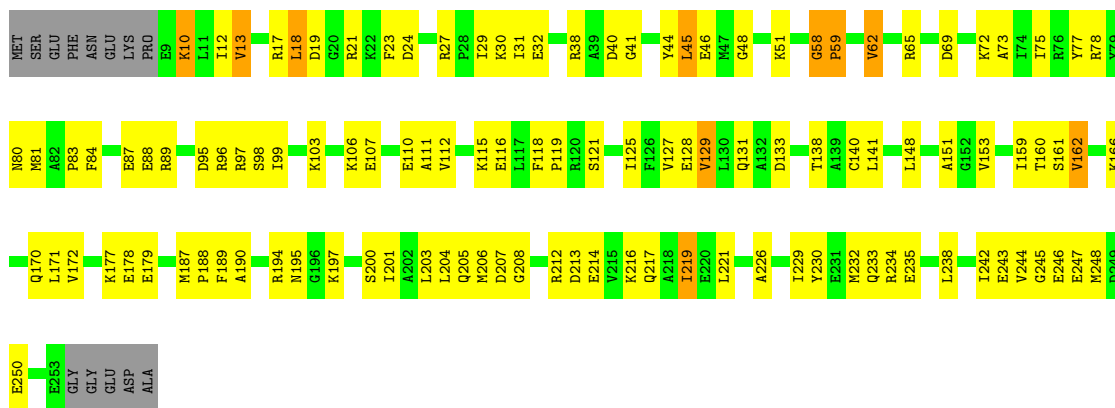 MET SER GLU PHE ASN GLU LYS PRO E9 K10 L11 I12 V13 R17 L18 D19 G20 R21 K22 F23 D24 R27 P28 I29 K30 I31 E32 R38 A39 D40 G41 Y44 L45 E46 M47 G48 K51 G58 P59 V62 R65 D69 K72 A73 I74 I75 R76 Y77 R78 Y79
N80 M81 A82 P83 F84 E87 E88 R89 D95 R96 R97 S98 I99 K103 K106 E107 E110 A111 V112 K115 E116 L117 F118 P119 R120 S121 I125 F126 V127 E128 V129 L130 Q131 A132 D133 T138 A139 C140 L141 L148 A151 G152 V153 I159 T160 S161 V162 K166
Q170 L171 V172 K177 E178 E179 M187 P188 F189 A190 R194 N195 G196 K197 S200 I201 A202 L203 L204 Q205 M206 D207 G208 R212 D213 E214 V215 K216 Q217 A218 I219 E220 L221 A226 I229 Y230 E231 M232 Q233 R234 E235 L238 I242 E243 V244 G245 E246 E247 M248
E250 E253 GLY GLY GLU ASP ALA